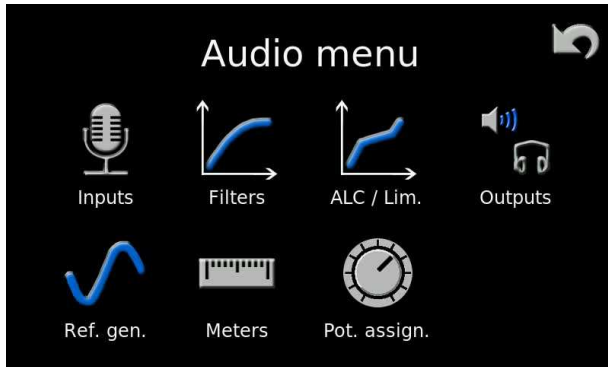 Audio menu
Inputs
Filters
ALC / Lim.
Outputs
Ref. gen.
Meters
Pot. assign.